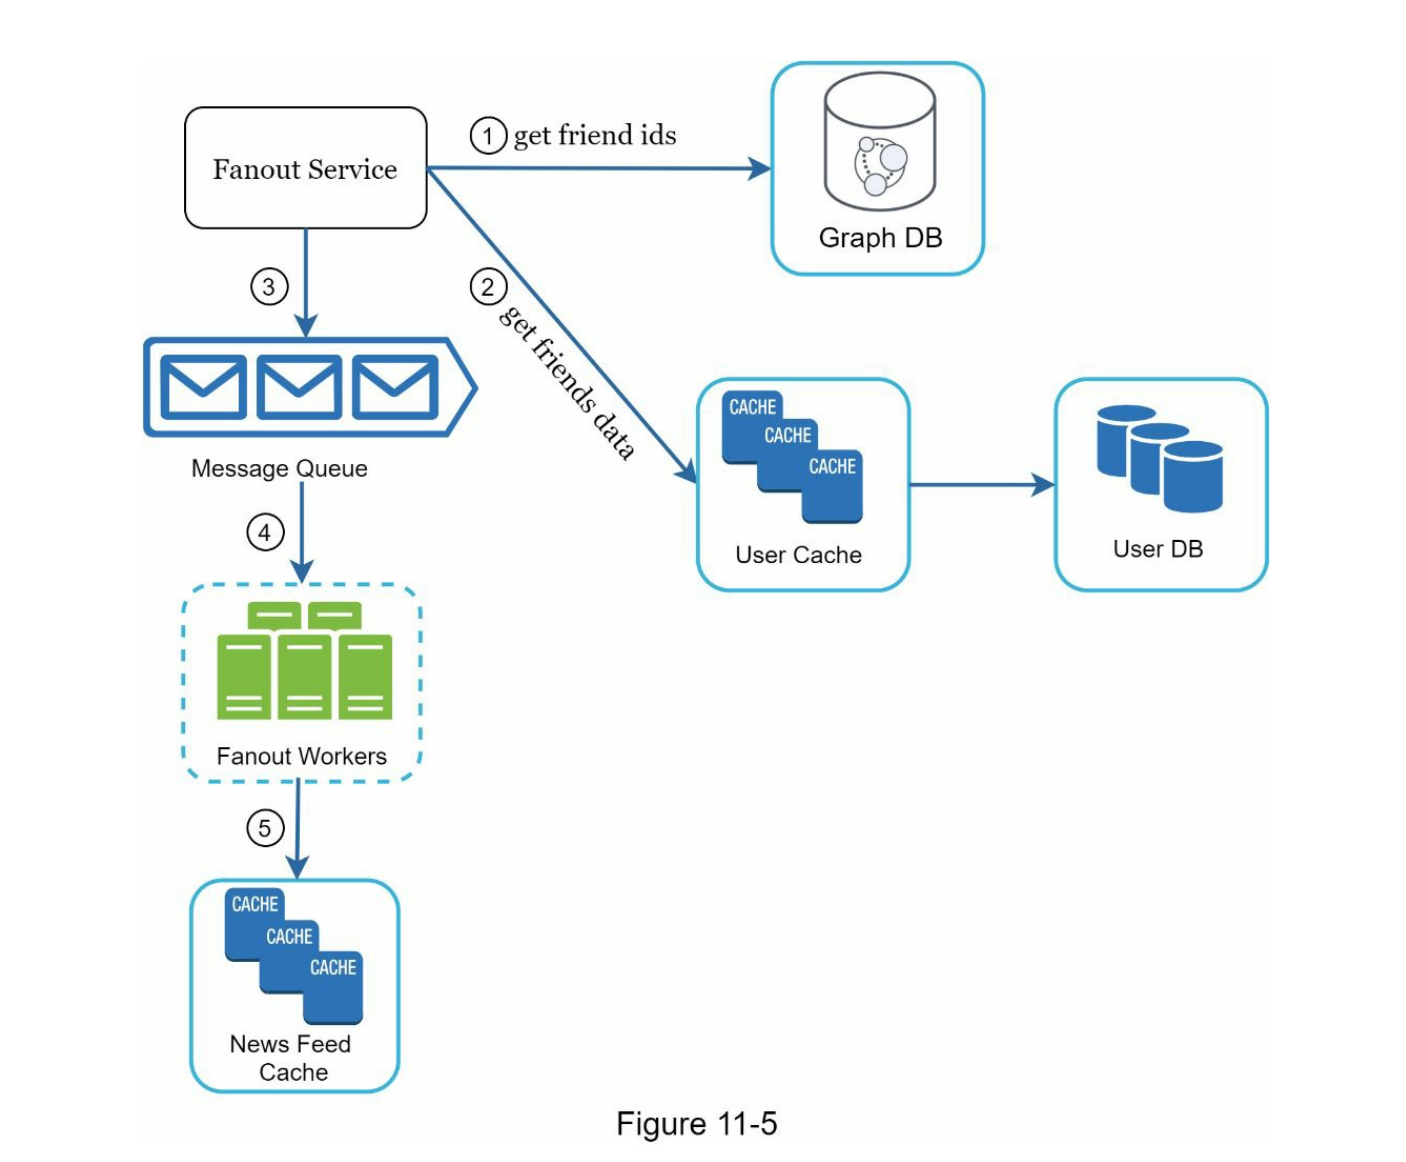 Fanout Service
1 get friend ids
Graph DB
2 get friends data
3
Message Queue
CACHE
CACHE
CACHE
User Cache
User DB
4
Fanout Workers
5
CACHE
CACHE
CACHE
News Feed
Cache
Figure 11-5